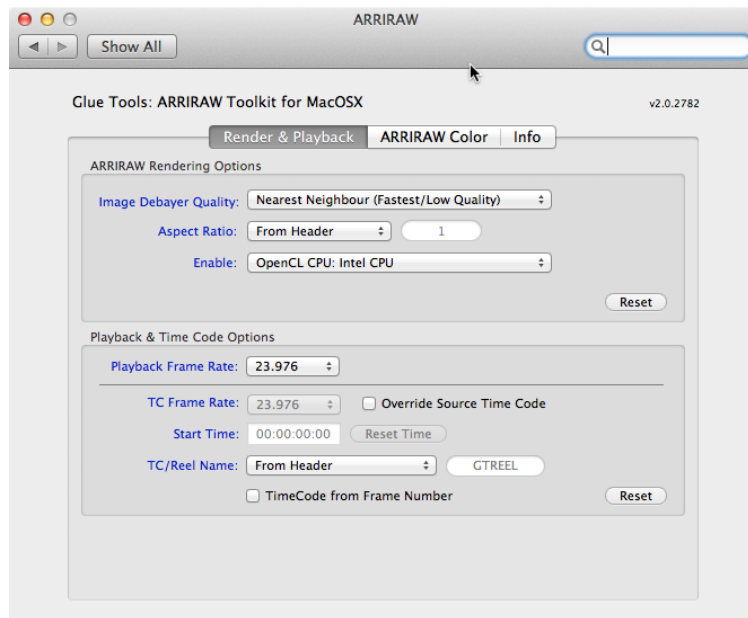 ARRIRAW
Show All
Glue Tools: ARRIRAW Toolkit for MacOSX v2.0.2782
Render & Playback ARRIRAW Color Info
ARRIRAW Rendering Options
Image Debayer Quality: Nearest Neighbour (Fastest/Low Quality)
Aspect Ratio: From Header 1
Enable: OpenCL CPU: Intel CPU
Reset
Playback & Time Code Options
Playback Frame Rate: 23.976
TC Frame Rate: 23.976 Override Source Time Code
Start Time: 00:00:00:00 Reset Time
TC/Reel Name: From Header GTREEL
TimeCode from Frame Number Reset